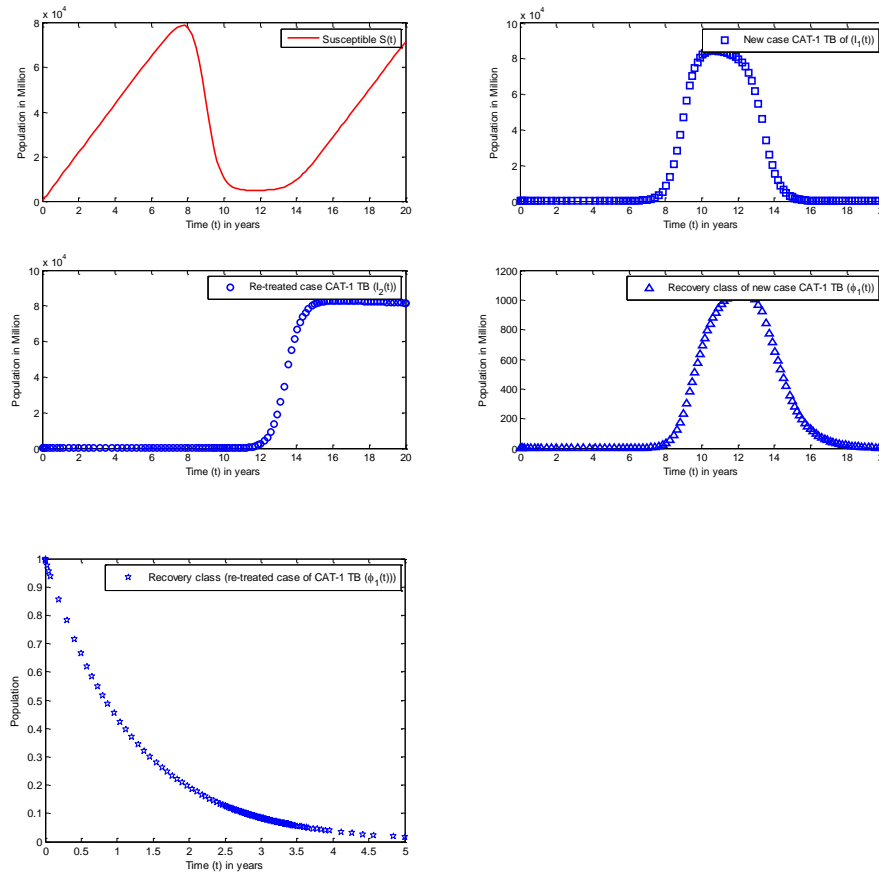 x 10^4
Susceptible S(t)
Population in Million
8
6
4
2
0
0 2 4 6 8 10 12 14 16 18 20
Time (t) in years
x 10^4
New case CAT-1 TB of (I_1(t))
Population in Million
10
8
6
4
2
0
0 2 4 6 8 10 12 14 16 18 20
Time (t) in years
x 10^4
Re-treated case CAT-1 TB (I_2(t))
Population in Million
10
8
6
4
2
0
0 2 4 6 8 10 12 14 16 18 20
Time (t) in years
Recovery class of new case CAT-1 TB (ϕ_1(t))
Population in Million
1200
1000
800
600
400
200
0
0 2 4 6 8 10 12 14 16 18 20
Time (t) in years
Recovery class (re-treated case of CAT-1 TB (ϕ_1(t)))
Population
1
0.9
0.8
0.7
0.6
0.5
0.4
0.3
0.2
0.1
0
0 0.5 1 1.5 2 2.5 3 3.5 4 4.5 5
Time (t) in years